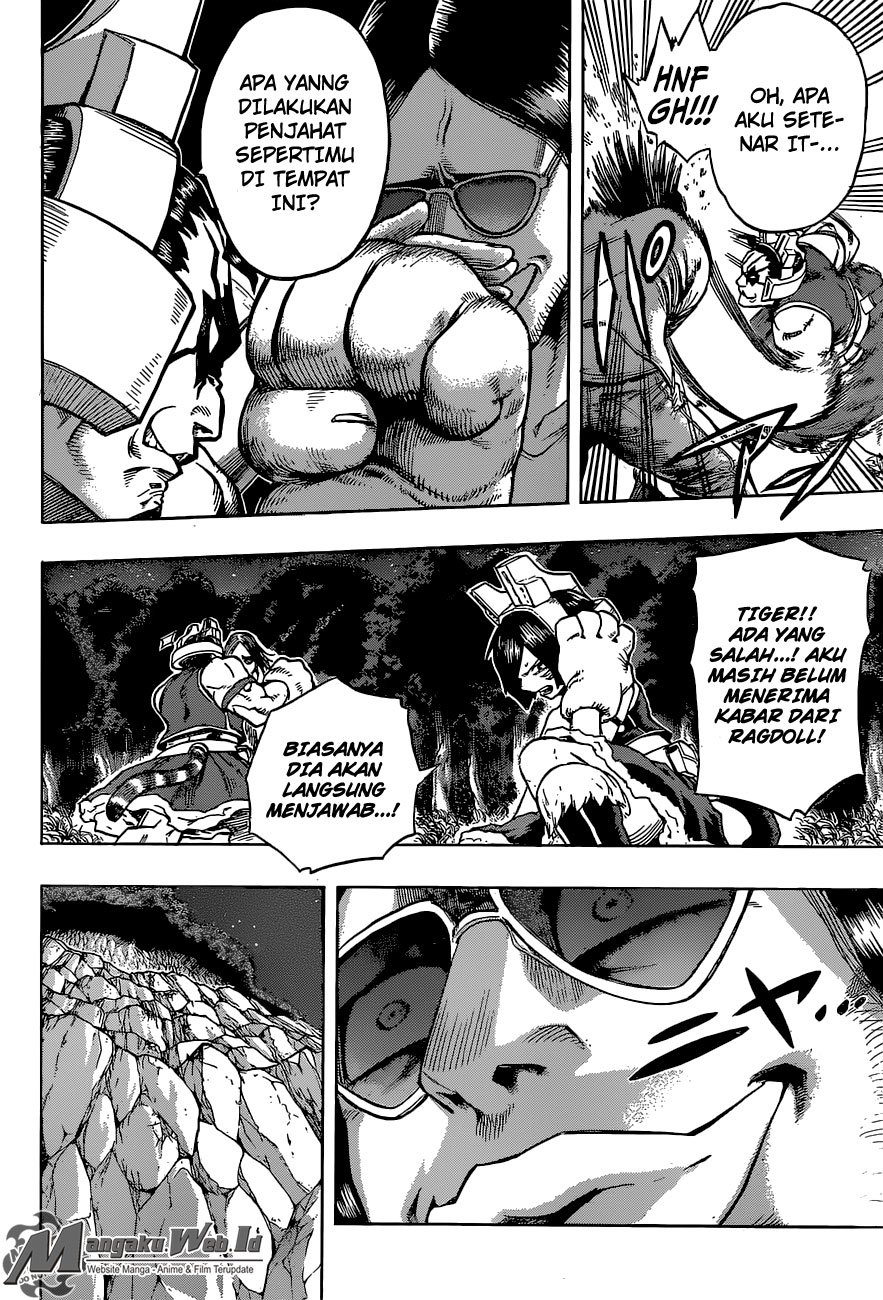 OH, APA
AKU SETE-
NAR IT-...
HNF
GH!!!
APA YANNG
DILAKUKAN
PENJAHAT
SEPERTIMU
DI TEMPAT
INI?
TIGER!!
ADA YANG
SALAH...! AKU
MASIH BELUM
MENERIMA
KABAR DARI
RAGDOLL!
BIASANYA
DIA AKAN
LANGSUNG
MENJAWAB...!
ニヤ...
Mangaku.Web.Id
Website Manga - Anime & Film Terupdate